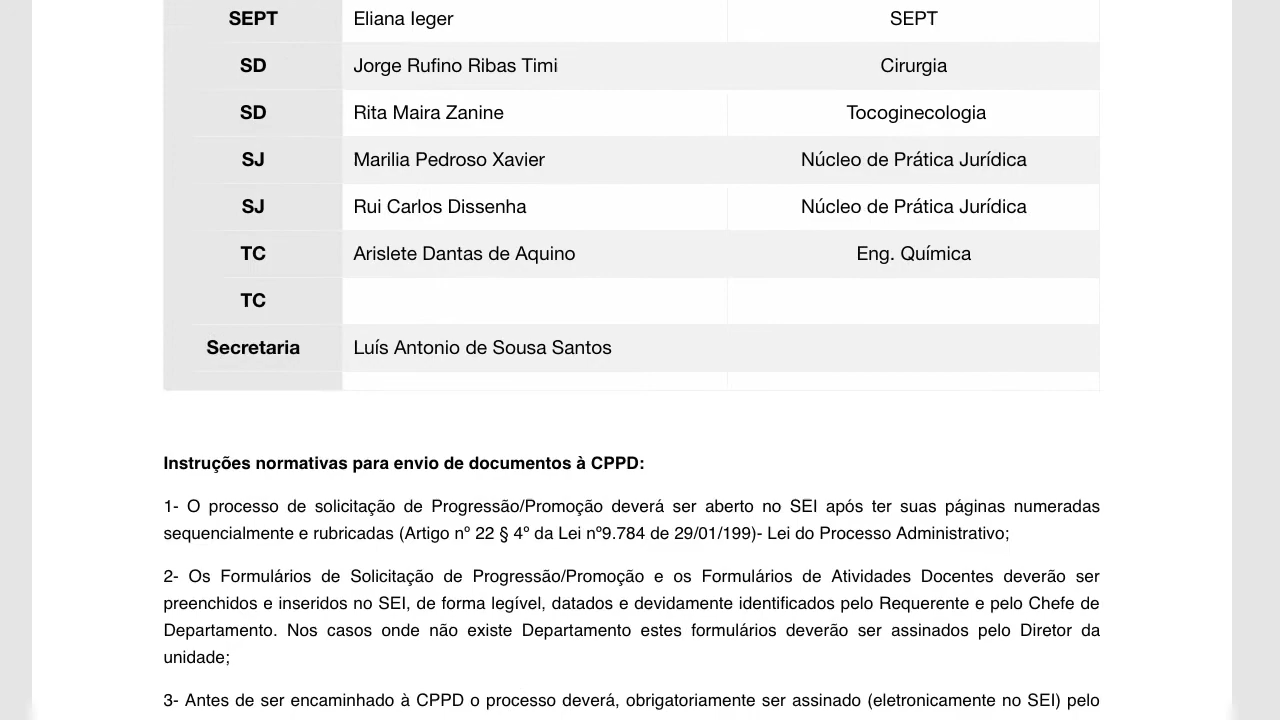 SEPT Eliana Ieger SEPT
SD Jorge Rufino Ribas Timi Cirurgia
SD Rita Maira Zanine Tocoginecologia
SJ Marilia Pedroso Xavier Núcleo de Prática Jurídica
SJ Rui Carlos Dissenha Núcleo de Prática Jurídica
TC Arislete Dantas de Aquino Eng. Química
TC
Secretaria Luís Antonio de Sousa Santos
Instruções normativas para envio de documentos à CPPD:
1- O processo de solicitação de Progressão/Promoção deverá ser aberto no SEI após ter suas páginas numeradas
sequencialmente e rubricadas (Artigo nº 22 § 4º da Lei nº9.784 de 29/01/199)- Lei do Processo Administrativo;
2- Os Formulários de Solicitação de Progressão/Promoção e os Formulários de Atividades Docentes deverão ser
preenchidos e inseridos no SEI, de forma legível, datados e devidamente identificados pelo Requerente e pelo Chefe de
Departamento. Nos casos onde não existe Departamento estes formulários deverão ser assinados pelo Diretor da
unidade;
3- Antes de ser encaminhado à CPPD o processo deverá, obrigatoriamente ser assinado (eletronicamente no SEI) pelo